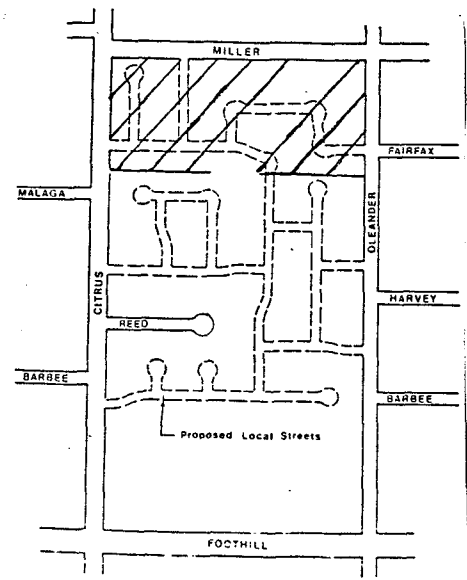 MILLER
FAIRFAX
MALAGA
OLEANDER
CITRUS
HARVEY
REED
BARBEE
BARBEE
Proposed Local Streets
FOOTHILL